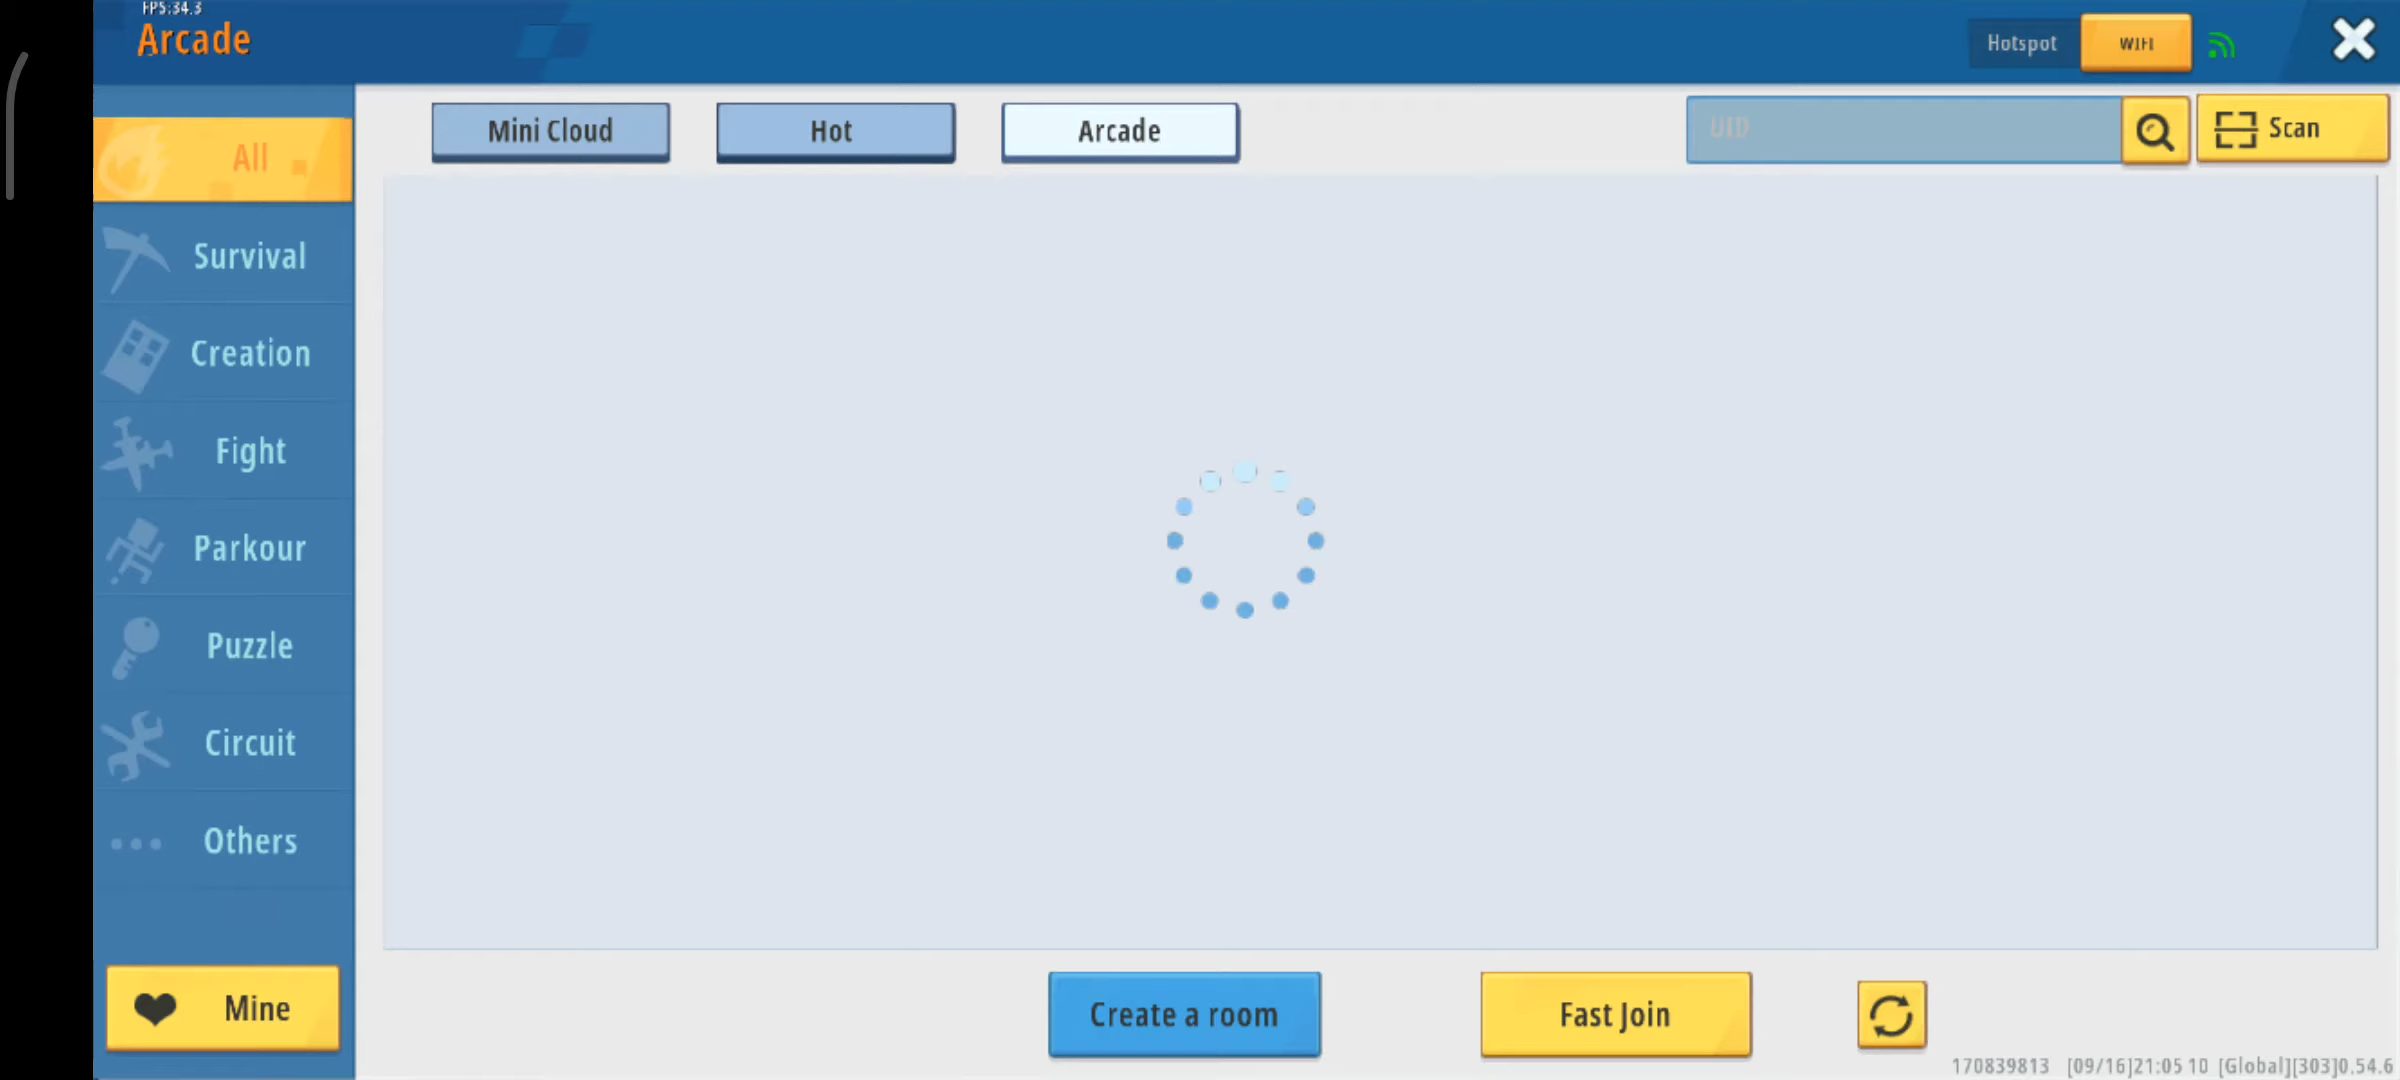 FPS:34.3
Arcade
Hotspot
WIFI
Mini Cloud
Hot
Arcade
UID
Scan
All
Survival
Creation
Fight
Parkour
Puzzle
Circuit
Others
Mine
Create a room
Fast Join
170839813 [09/16]21:05 10 [Global][303]0.54.6